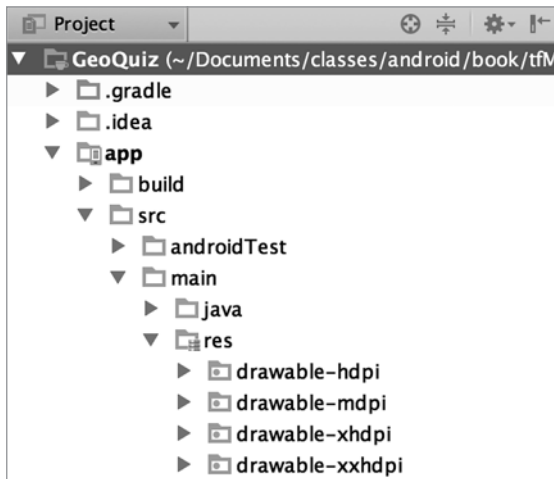 Project
GeoQuiz (~/Documents/classes/android/book/tfM
.gradle
.idea
app
build
src
androidTest
main
java
res
drawable-hdpi
drawable-mdpi
drawable-xhdpi
drawable-xxhdpi